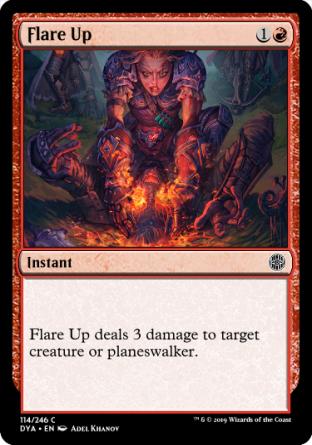 Flare Up 1
Instant
Flare Up deals 3 damage to target
creature or planeswalker.
114/246 C
DYA • EN Adel Khanov
™ & © 2019 Wizards of the Coast